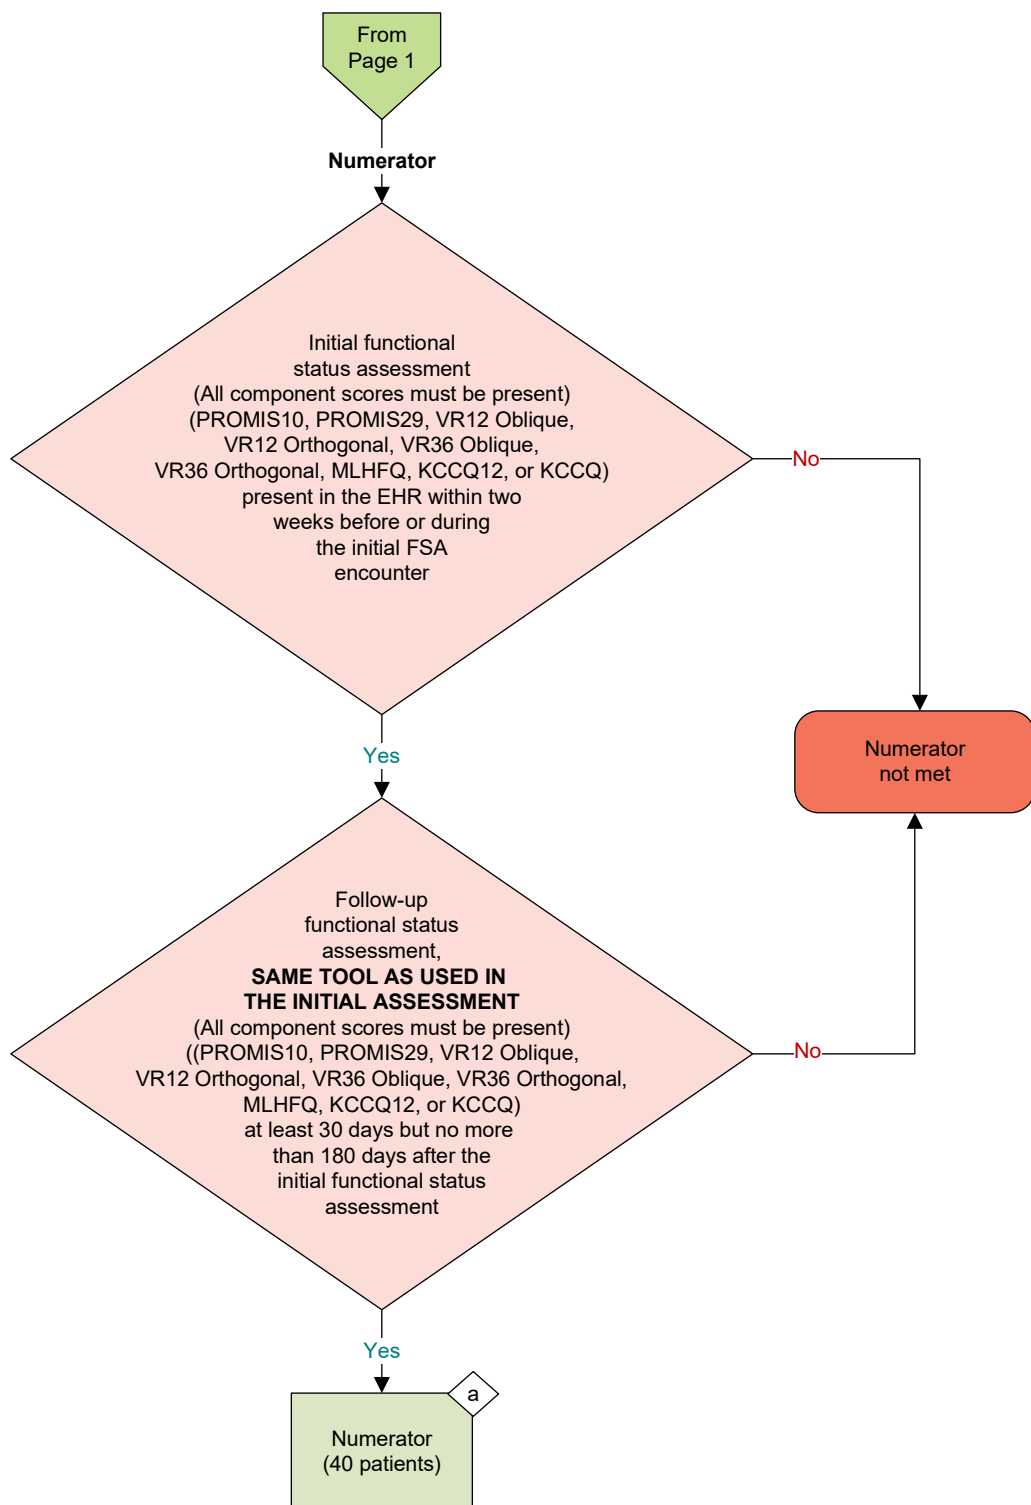 From
Page 1
Numerator
Initial functional
status assessment
(All component scores must be present)
(PROMIS10, PROMIS29, VR12 Oblique,
VR12 Orthogonal, VR36 Oblique,
VR36 Orthogonal, MLHFQ, KCCQ12, or KCCQ)
present in the EHR within two
weeks before or during
the initial FSA
encounter
No
Yes
Numerator
not met
Follow-up
functional status
assessment,
SAME TOOL AS USED IN
THE INITIAL ASSESSMENT
(All component scores must be present)
((PROMIS10, PROMIS29, VR12 Oblique,
VR12 Orthogonal, VR36 Oblique, VR36 Orthogonal,
MLHFQ, KCCQ12, or KCCQ)
at least 30 days but no more
than 180 days after the
initial functional status
assessment
No
Yes
a
Numerator
(40 patients)